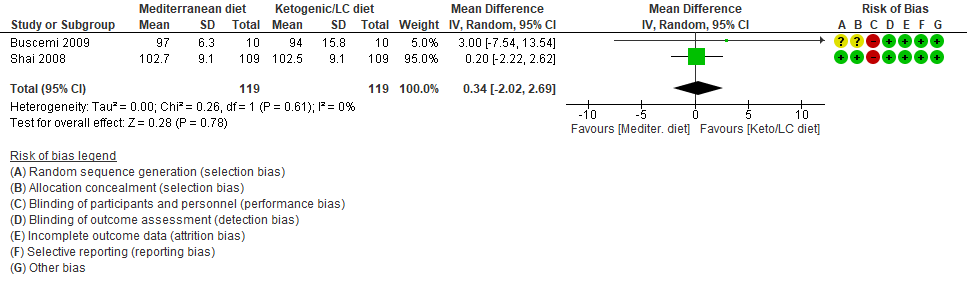 Mediterranean diet Ketogenic/LC diet Mean Difference Mean Difference Risk of Bias
Study or Subgroup Mean SD Total Mean SD Total Weight IV, Random, 95% CI IV, Random, 95% CI A B C D E F G
Buscemi 2009 97 6.3 10 94 15.8 10 5.0% 3.00 [-7.54, 13.54] ? ? − + + + +
Shai 2008 102.7 9.1 109 102.5 9.1 109 95.0% 0.20 [-2.22, 2.62] + + − + + + +
Total (95% CI) 119 119 100.0% 0.34 [-2.02, 2.69]
Heterogeneity: Tau² = 0.00; Chi² = 0.26, df = 1 (P = 0.61); I² = 0%
Test for overall effect: Z = 0.28 (P = 0.78)
-10 -5 0 5 10
Favours [Mediter. diet] Favours [Keto/LC diet]
Risk of bias legend
(A) Random sequence generation (selection bias)
(B) Allocation concealment (selection bias)
(C) Blinding of participants and personnel (performance bias)
(D) Blinding of outcome assessment (detection bias)
(E) Incomplete outcome data (attrition bias)
(F) Selective reporting (reporting bias)
(G) Other bias